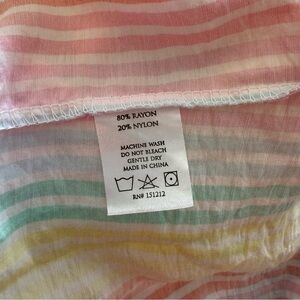 80% RAYON
20% NYLON
MACHINE WASH
DO NOT BLEACH
GENTLE DRY
MADE IN CHINA
RN# 151212